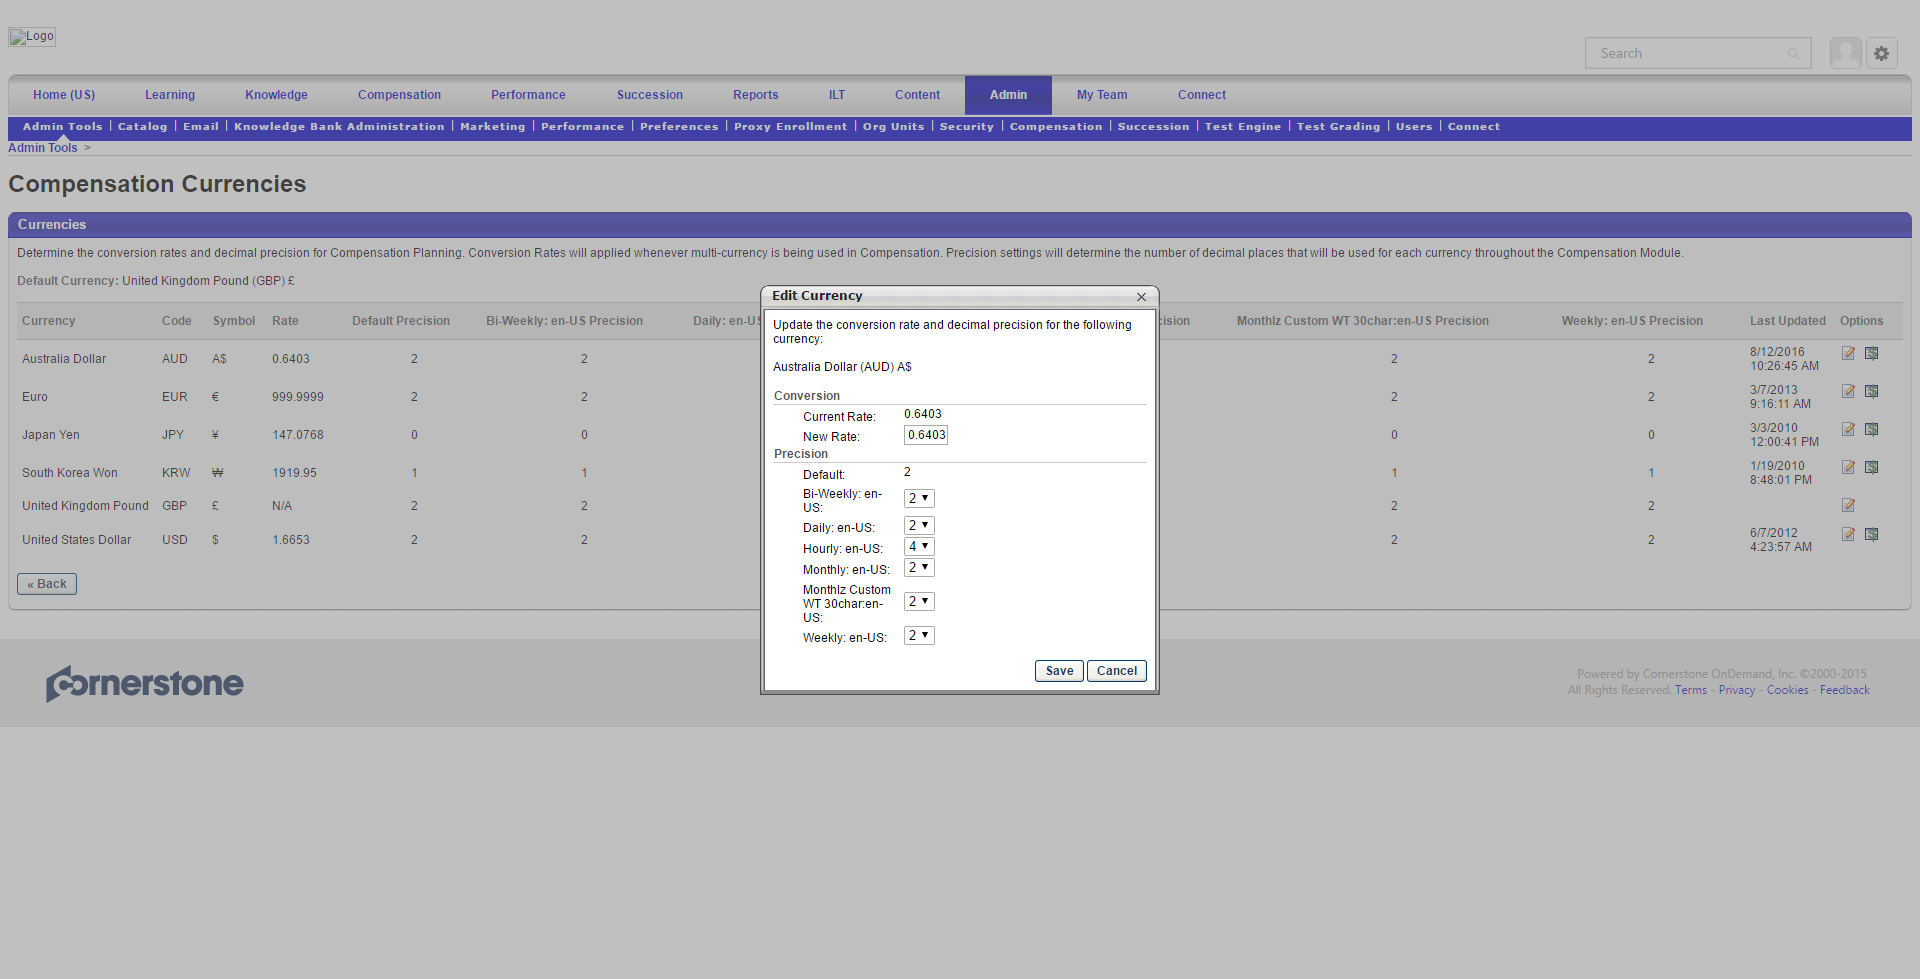 Logo
Search
Home (US) Learning Knowledge Compensation Performance Succession Reports ILT Content Admin My Team Connect
Admin Tools | Catalog | Email | Knowledge Bank Administration | Marketing | Performance | Preferences | Proxy Enrollment | Org Units | Security | Compensation | Succession | Test Engine | Test Grading | Users | Connect
Admin Tools >
Compensation Currencies
Currencies
Determine the conversion rates and decimal precision for Compensation Planning. Conversion Rates will applied whenever multi-currency is being used in Compensation. Precision settings will determine the number of decimal places that will be used for each currency throughout the Compensation Module.
Default Currency: United Kingdom Pound (GBP) £
Currency Code Symbol Rate Default Precision Bi-Weekly: en-US Precision Daily: en-US Monthlz Custom WT 30char:en-US Precision Weekly: en-US Precision Last Updated Options
Australia Dollar AUD A$ 0.6403 2 2 2 2 8/12/2016
10:26:45 AM
Euro EUR € 999.9999 2 2 2 2 3/7/2013
9:16:11 AM
Japan Yen JPY ¥ 147.0768 0 0 0 0 3/3/2010
12:00:41 PM
South Korea Won KRW ₩ 1919.95 1 1 1 1 1/19/2010
8:48:01 PM
United Kingdom Pound GBP £ N/A 2 2 2 2
United States Dollar USD $ 1.6653 2 2 2 2 6/7/2012
4:23:57 AM
« Back
Edit Currency
Update the conversion rate and decimal precision for the following
currency:
Australia Dollar (AUD) A$
Conversion
Current Rate: 0.6403
New Rate: 0.6403
Precision
Default: 2
Bi-Weekly: en-
US: 2
Daily: en-US: 2
Hourly: en-US: 4
Monthly: en-US: 2
Monthlz Custom
WT 30char:en-
US: 2
Weekly: en-US: 2
Save Cancel
Cornerstone
Powered by Cornerstone OnDemand, Inc. ©2000-2015
All Rights Reserved. Terms - Privacy - Cookies - Feedback